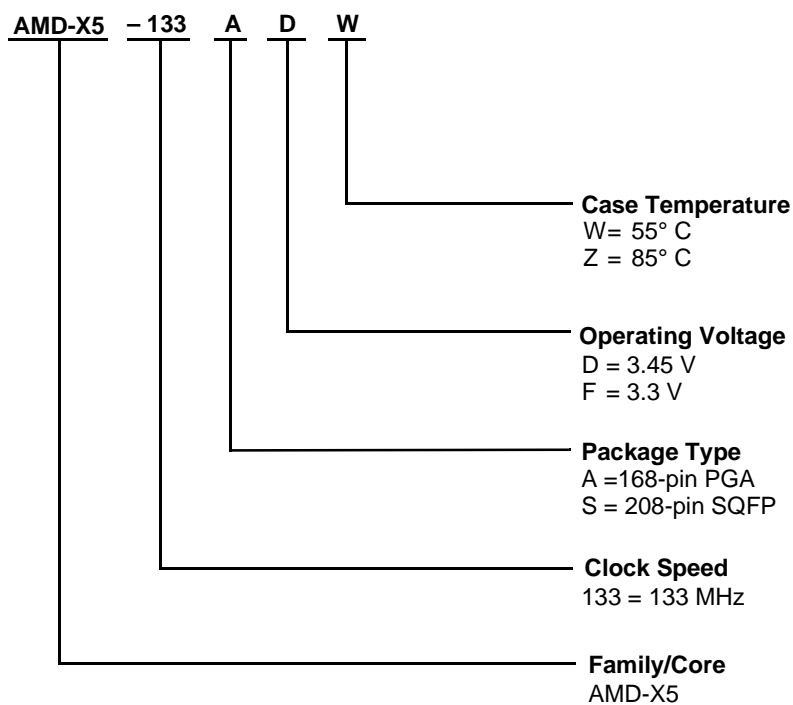 AMD-X5 – 133 A D W
Case Temperature
W= 55° C
Z = 85° C
Operating Voltage
D = 3.45 V
F = 3.3 V
Package Type
A =168-pin PGA
S = 208-pin SQFP
Clock Speed
133 = 133 MHz
Family/Core
AMD-X5